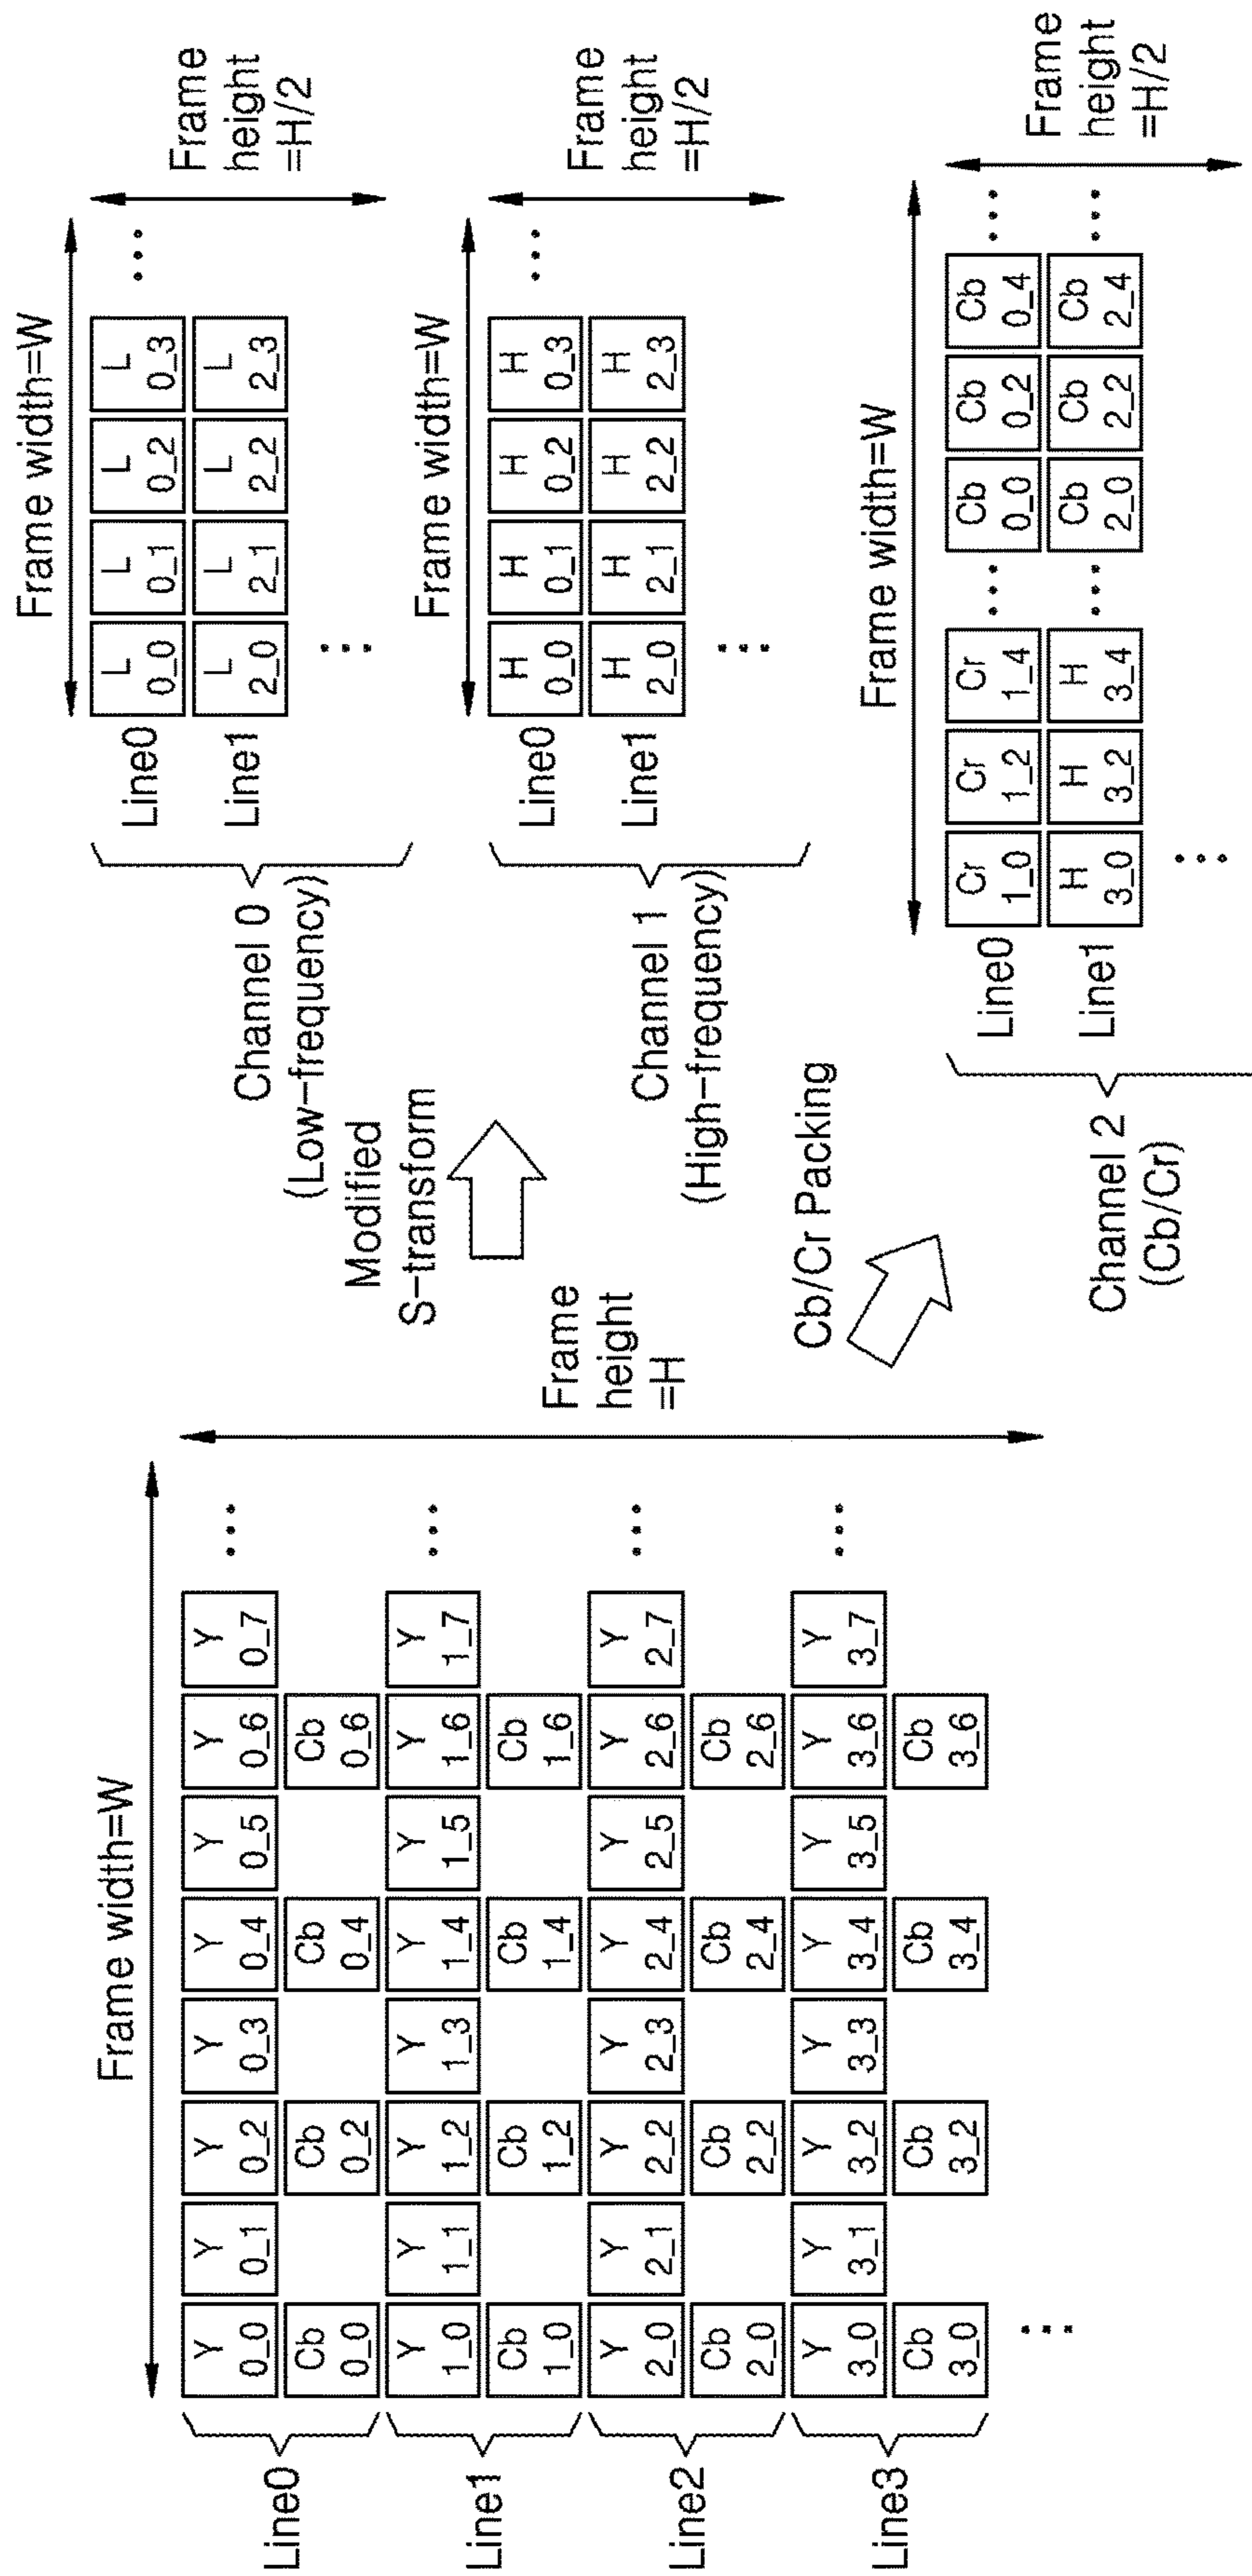 Frame width=W
Line0
Y 0_0 Y 0_1 Y 0_2 Y 0_3 Y 0_4 Y 0_5 Y 0_6 Y 0_7 ...
Cb 0_0 Cb 0_2 Cb 0_4 Cb 0_6
Line1
Y 1_0 Y 1_1 Y 1_2 Y 1_3 Y 1_4 Y 1_5 Y 1_6 Y 1_7 ...
Cb 1_0 Cb 1_2 Cb 1_4 Cb 1_6
Line2
Y 2_0 Y 2_1 Y 2_2 Y 2_3 Y 2_4 Y 2_5 Y 2_6 Y 2_7 ...
Cb 2_0 Cb 2_2 Cb 2_4 Cb 2_6
Line3
Y 3_0 Y 3_1 Y 3_2 Y 3_3 Y 3_4 Y 3_5 Y 3_6 Y 3_7 ...
Cb 3_0 Cb 3_2 Cb 3_4 Cb 3_6
...
Frame
height
=H
Modified
S-transform
Cb/Cr Packing
Channel 0
(Low-frequency)
Frame width=W
Line0
L 0_0 L 0_1 L 0_2 L 0_3 ...
Line1
L 2_0 L 2_1 L 2_2 L 2_3
...
Frame
height
=H/2
Channel 1
(High-frequency)
Frame width=W
Line0
H 0_0 H 0_1 H 0_2 H 0_3 ...
Line1
H 2_0 H 2_1 H 2_2 H 2_3
...
Frame
height
=H/2
Channel 2
(Cb/Cr)
Frame width=W
Line0
Cr 1_0 Cr 1_2 Cr 1_4 ... Cb 0_0 Cb 0_2 Cb 0_4 ...
Line1
H 3_0 H 3_2 H 3_4 ... Cb 2_0 Cb 2_2 Cb 2_4 ...
...
Frame
height
=H/2